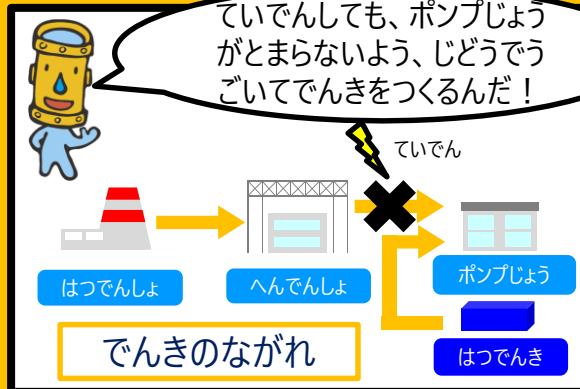 ていでんしても、ポンプじょう
がとまらないよう、じどうでう
ごいてでんきをつくるんだ！
ていでん
はつでんしょ
へんでんしょ
ポンプじょう
でんきのながれ
はつでんき